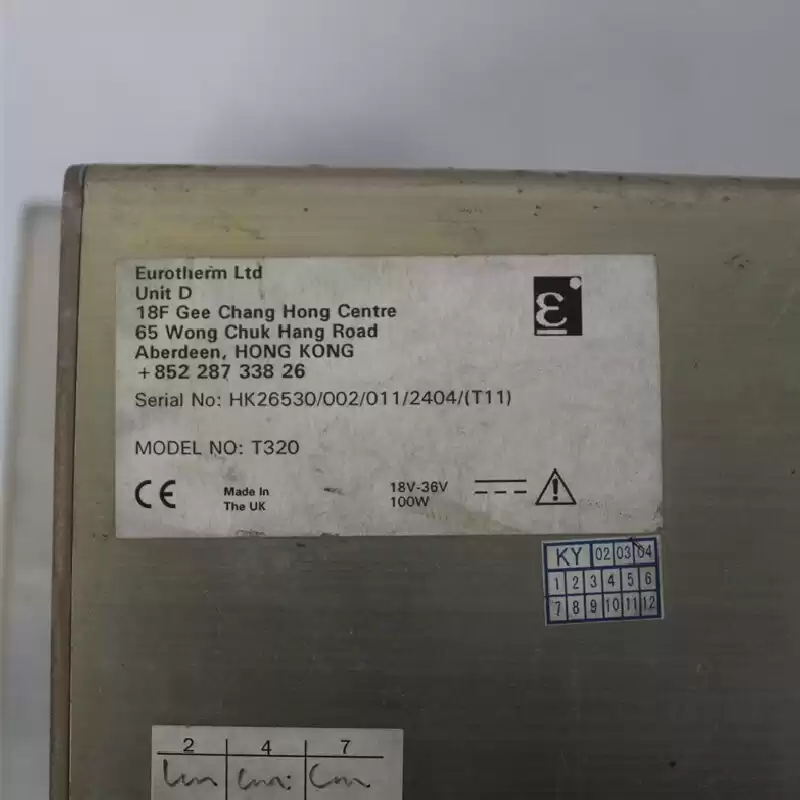 Eurotherm Ltd
Unit D
18F Gee Chang Hong Centre
65 Wong Chuk Hang Road
Aberdeen, HONG KONG
+852 287 338 26
Serial No: HK26530/002/011/2404/(T11)
MODEL NO: T320
CE
Made In
The UK
18V-36V
100W
ε
KY 02 03 04
1 2 3 4 5 6
7 8 9 10 11 12
2 4 7